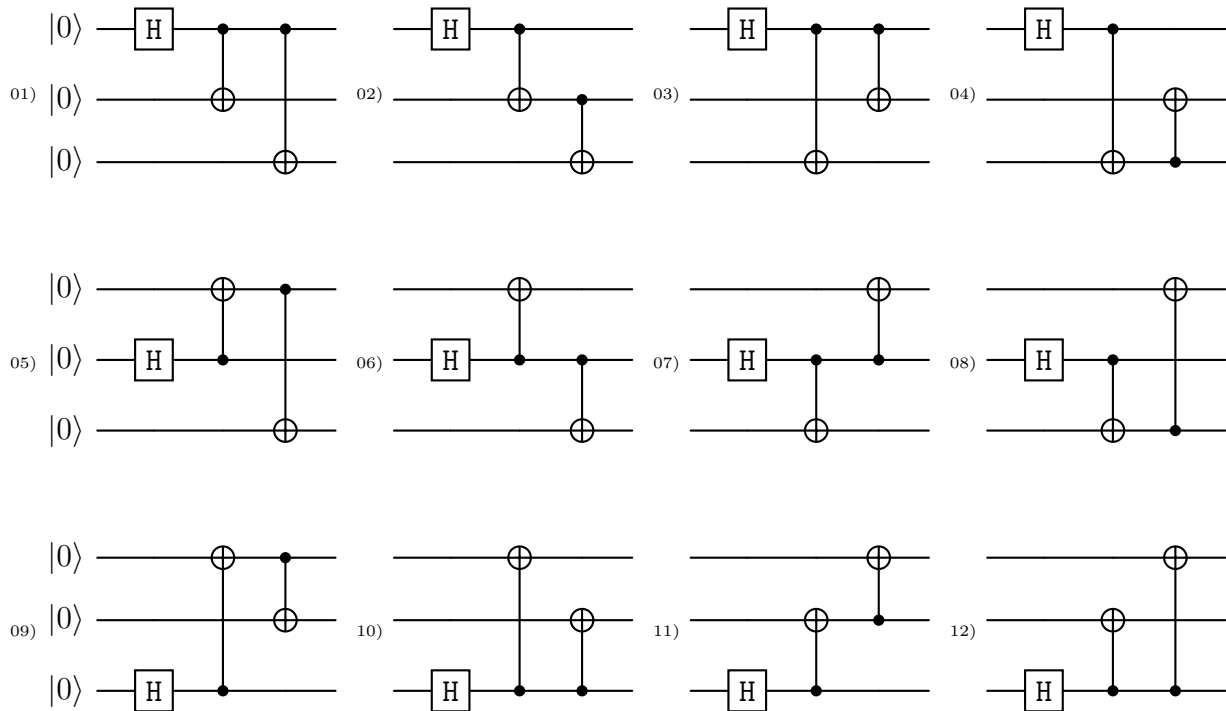 |0⟩ H H H H
01) |0⟩ 02) 03) 04)
|0⟩
|0⟩
05) |0⟩ H 06) H 07) H 08) H
|0⟩
|0⟩
09) |0⟩ 10) 11) 12)
|0⟩ H H H H